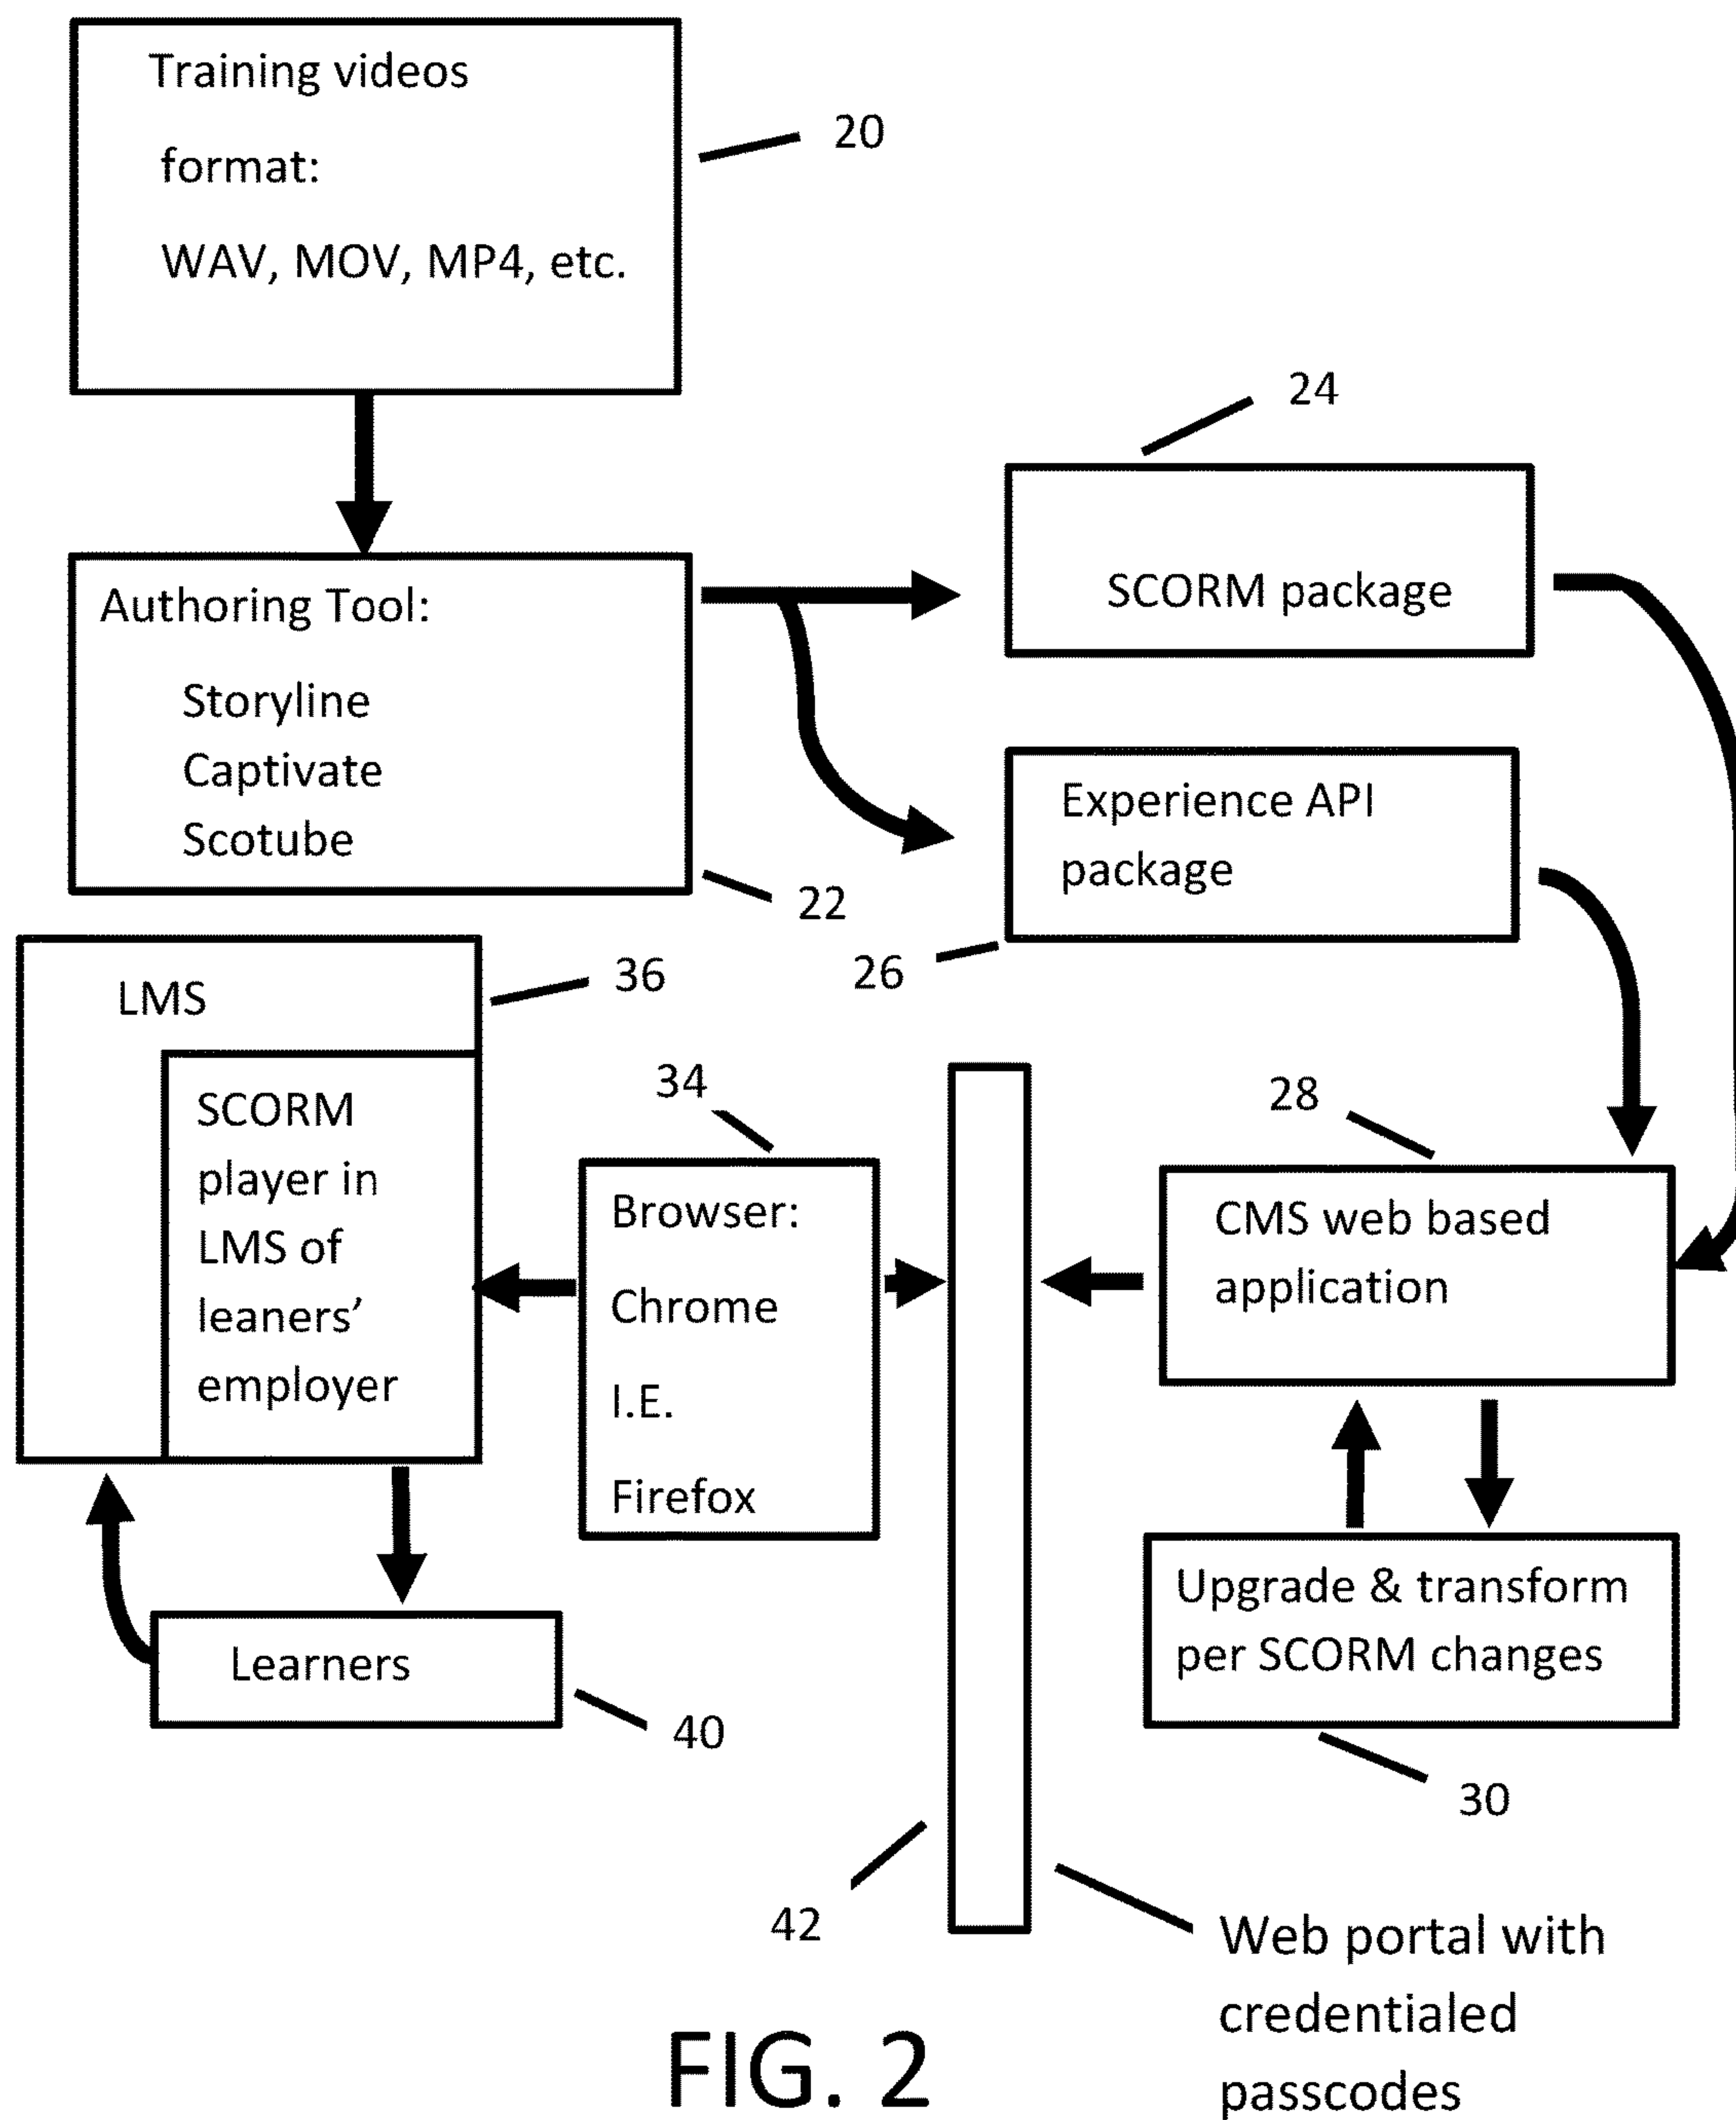 Training videos
format:
WAV, MOV, MP4, etc.
20
Authoring Tool:
Storyline
Captivate
Scotube
22
24
SCORM package
Experience API
package
26
LMS
36
SCORM
player in
LMS of
leaners’
employer
34
Browser:
Chrome
I.E.
Firefox
28
CMS web based
application
Upgrade & transform
per SCORM changes
30
Learners
40
42
Web portal with
credentialed
passcodes
FIG. 2